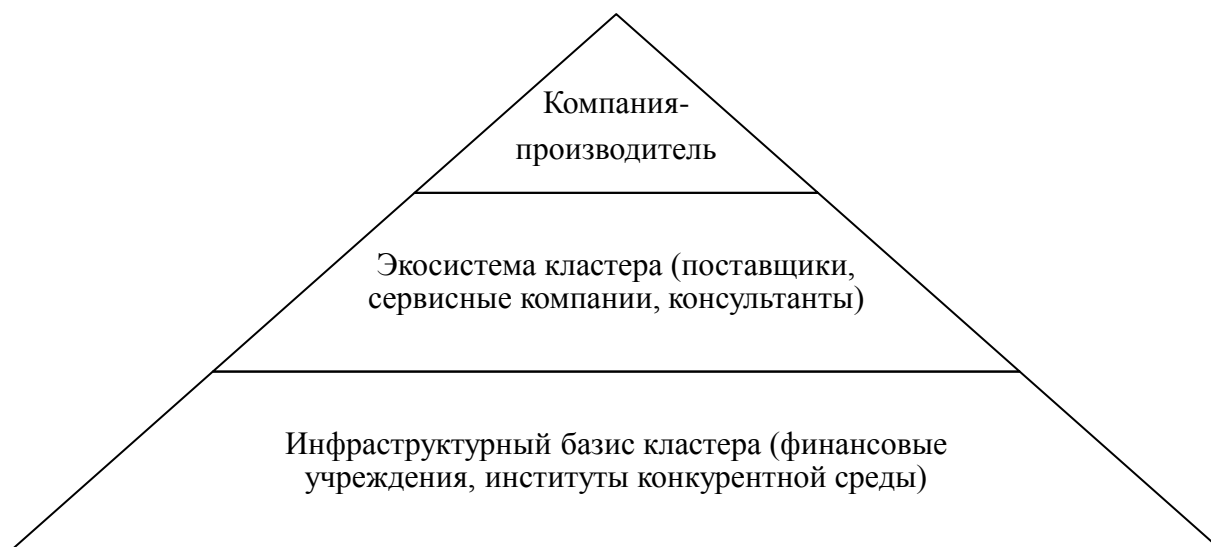 Компания-
производитель
Экосистема кластера (поставщики,
сервисные компании, консультанты)
Инфраструктурный базис кластера (финансовые
учреждения, институты конкурентной среды)